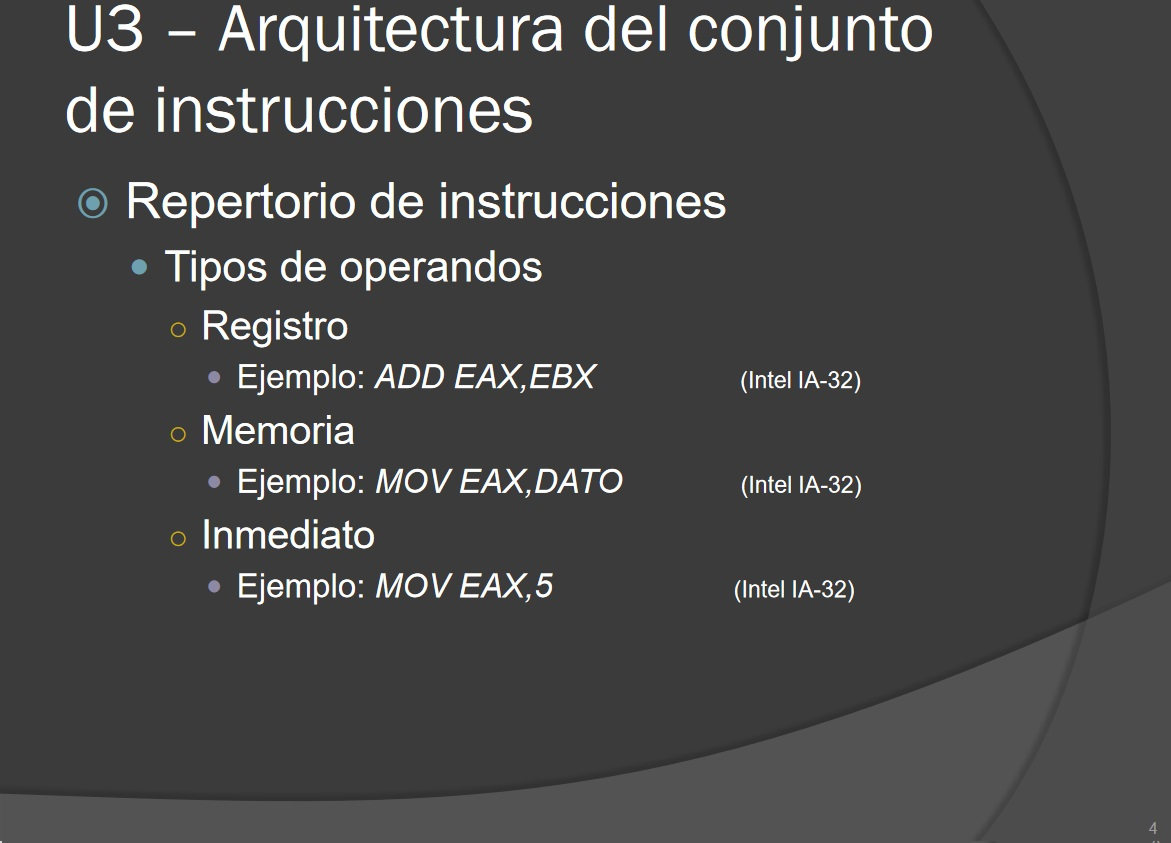 U3 – Arquitectura del conjunto
de instrucciones
Repertorio de instrucciones
Tipos de operandos
Registro
Ejemplo: ADD EAX,EBX (Intel IA-32)
Memoria
Ejemplo: MOV EAX,DATO (Intel IA-32)
Inmediato
Ejemplo: MOV EAX,5 (Intel IA-32)
4